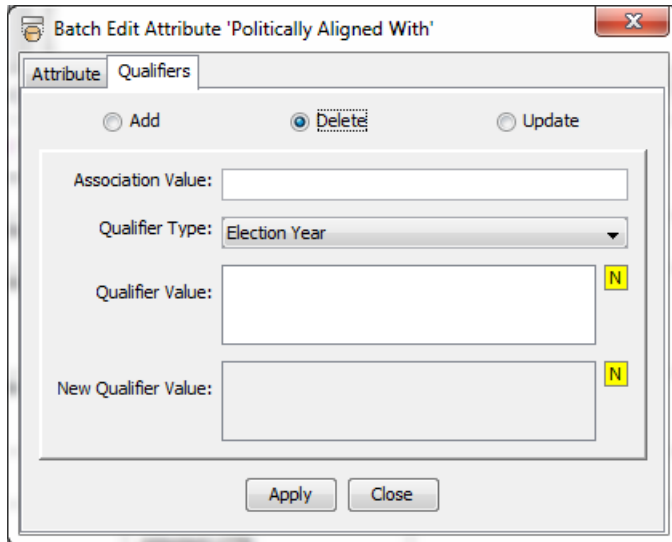 Batch Edit Attribute 'Politically Aligned With'
Attribute Qualifiers
Add Delete Update
Association Value:
Qualifier Type: Election Year
Qualifier Value: N
New Qualifier Value: N
Apply Close